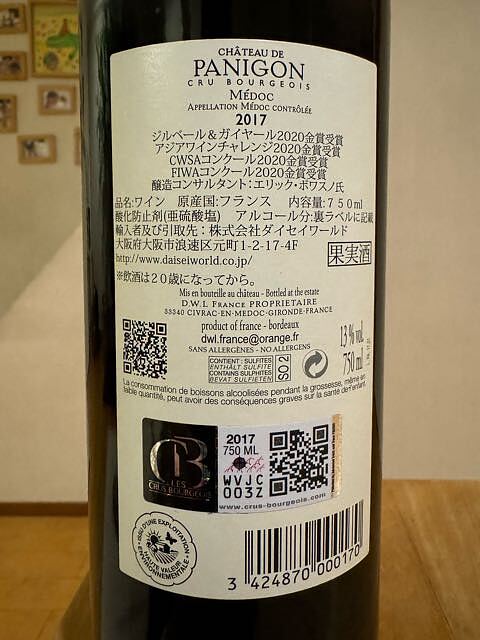 CHÂTEAU DE
PANIGON
CRU BOURGEOIS
MÉDOC
APPELLATION MÉDOC CONTRÔLÉE
2017
ジルベール＆ガイヤール2020金賞受賞
アジアワインチャレンジ2020金賞受賞
CWSAコンクール2020金賞受賞
FIWAコンクール2020金賞受賞
醸造コンサルタント：エリック・ボワスノ氏
品名:ワイン 原産国:フランス 内容量:750ml
酸化防止剤(亜硫酸塩) アルコール分:裏ラベルに記載
輸入者及び引取先：株式会社ダイセイワールド
大阪府大阪市浪速区元町1-2-17-4F
http://www.daiseiworld.co.jp/
果実酒
※飲酒は20歳になってから。
Mis en bouteille au château - Bottled at the estate
D.W.L FRANCE PROPRIETAIRE
33340 CIVRAC-EN-MEDOC-GIRONDE-FRANCE
product of france - bordeaux
dwl.france@orange.fr
SANS ALLERGÈNES - NO ALLERGENS
CONTIENT : SULFITES
ENTHÄLT SULFITE
CONTAINS SULPHITES
BEVAT SULFIETEN
SO2
13 % vol.
750 ml
La consommation de boissons alcoolisées pendant la grossesse, même en
faible quantité, peut avoir des conséquences graves sur la santé de l'enfant.
CB
LES
CRUS BOURGEOIS
2017
750 ML
WVJC
003Z
www.crus-bourgeois.com
ISSU D'UNE EXPLOITATION
HAUTE VALEUR
ENVIRONNEMENTALE
3 424870 000170